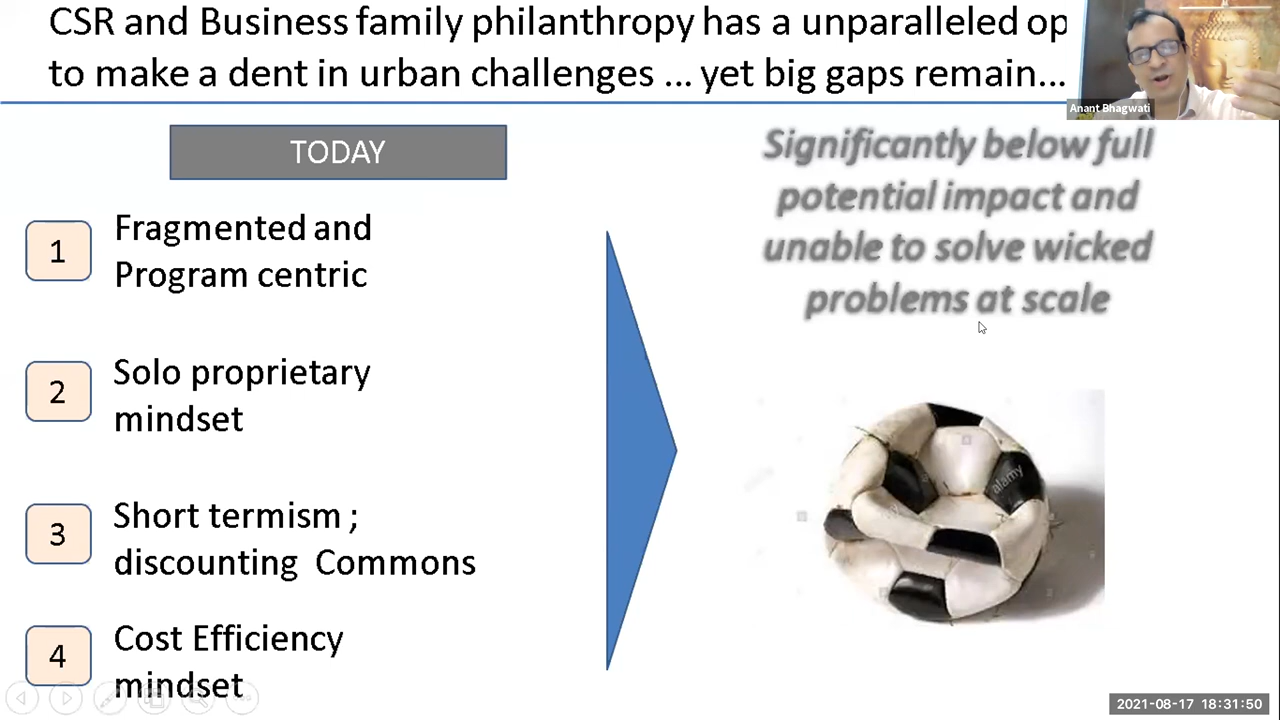 CSR and Business family philanthropy has a unparalleled op
to make a dent in urban challenges ... yet big gaps remain...
Anant Bhagwati
TODAY
Significantly below full
potential impact and
unable to solve wicked
problems at scale
1
Fragmented and
Program centric
2
Solo proprietary
mindset
3
Short termism ;
discounting Commons
4
Cost Efficiency
mindset
alamy
2021-08-17 18:31:50